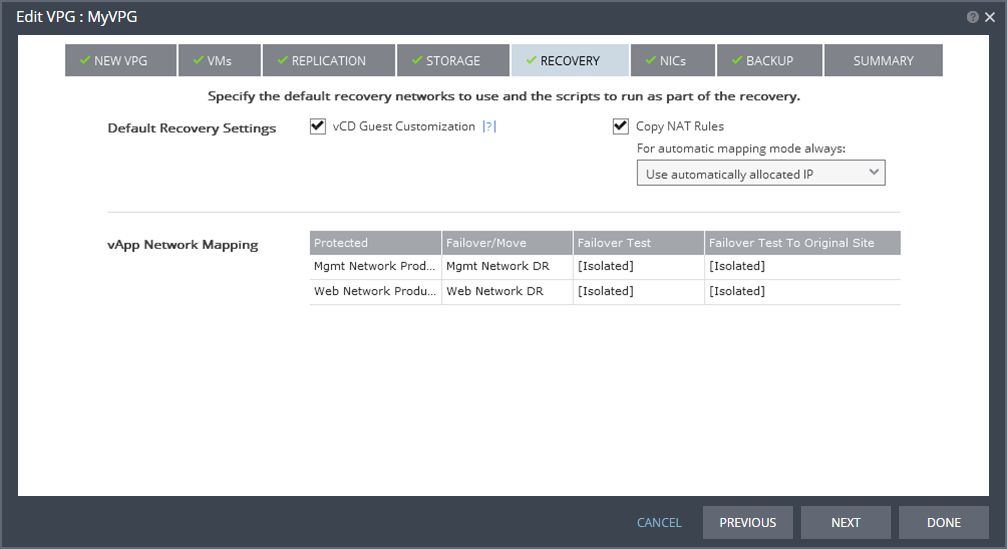 Edit VPG : MyVPG
?
NEW VPG VMs REPLICATION STORAGE RECOVERY NICs BACKUP SUMMARY
Specify the default recovery networks to use and the scripts to run as part of the recovery.
Default Recovery Settings vCD Guest Customization |?| Copy NAT Rules
For automatic mapping mode always:
Use automatically allocated IP
vApp Network Mapping
Protected Failover/Move Failover Test Failover Test To Original Site
Mgmt Network Prod... Mgmt Network DR [Isolated] [Isolated]
Web Network Produ... Web Network DR [Isolated] [Isolated]
CANCEL PREVIOUS NEXT DONE